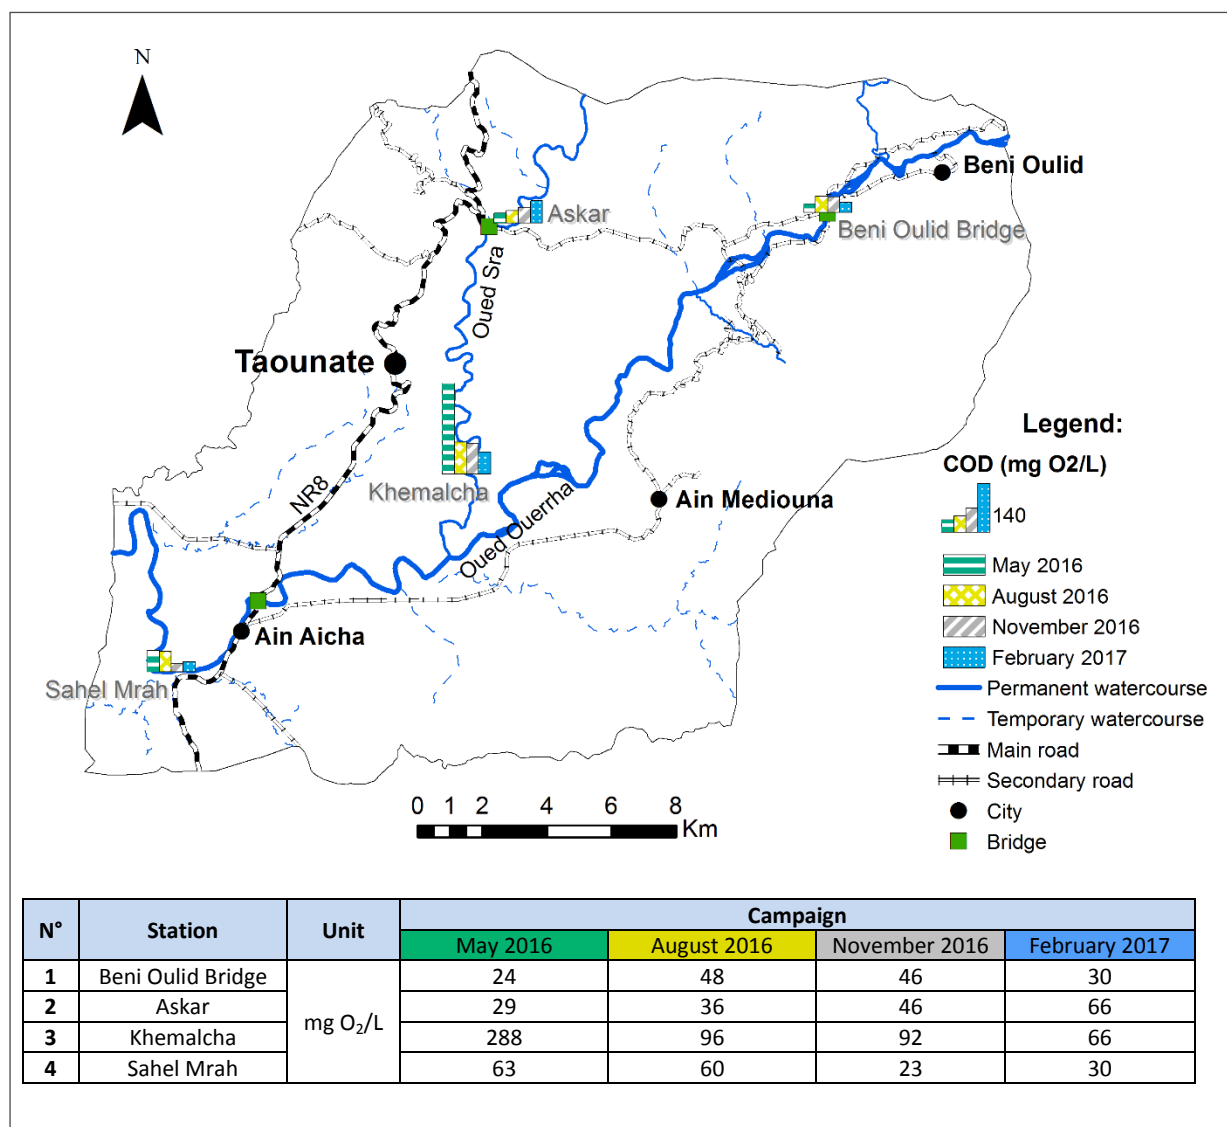 N
Beni Oulid
Askar
Beni Oulid Bridge
Oued Sra
Taounate
Legend:
COD (mg O2/L)
140
Khemalcha
NR8
Oued Ouerrha
Ain Mediouna
May 2016
August 2016
November 2016
February 2017
Ain Aicha
Sahel Mrah
Permanent watercourse
Temporary watercourse
Main road
Secondary road
City
Bridge
0 1 2 4 6 8
Km
N° Station Unit Campaign
May 2016 August 2016 November 2016 February 2017
1 Beni Oulid Bridge mg O₂/L 24 48 46 30
2 Askar 29 36 46 66
3 Khemalcha 288 96 92 66
4 Sahel Mrah 63 60 23 30